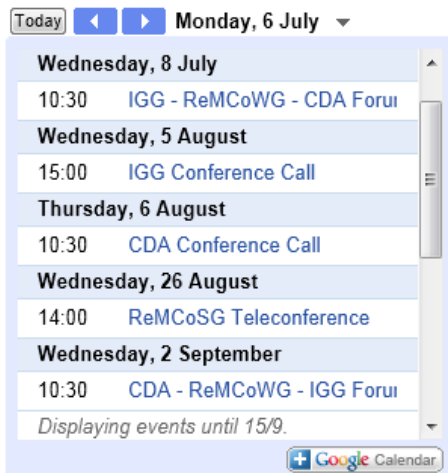 Today Monday, 6 July
Wednesday, 8 July
10:30 IGG - ReMCoWG - CDA
Wednesday, 5 August
15:00 IGG Conference Call
Thursday, 6 August
10:30 CDA Conference Call
Wednesday, 26 August
14:00 ReMCoSG Teleconference
Wednesday, 2 September
10:30 CDA - ReMCoWG - IGG
Displaying events until 15/9.
Google Calendar